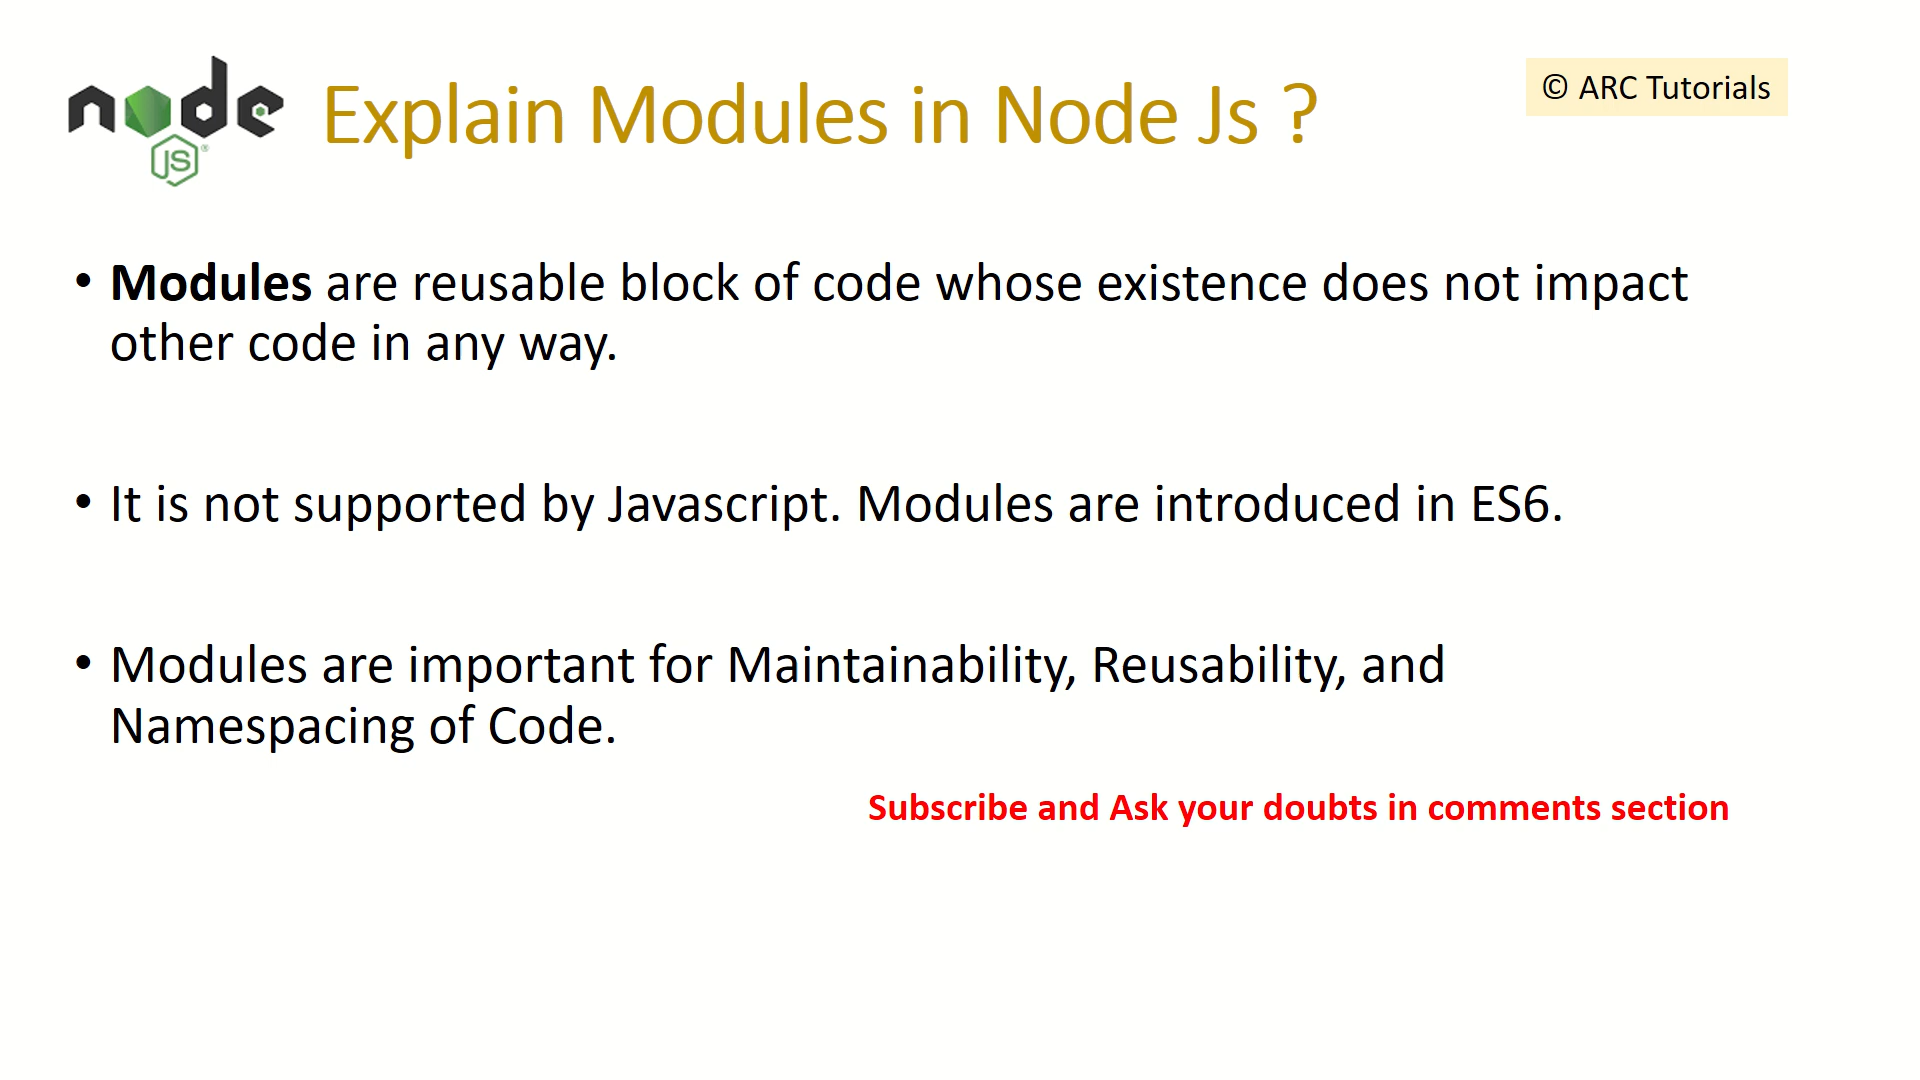 node
JS
®
Explain Modules in Node Js ?
© ARC Tutorials
• Modules are reusable block of code whose existence does not impact
other code in any way.
• It is not supported by Javascript. Modules are introduced in ES6.
• Modules are important for Maintainability, Reusability, and
Namespacing of Code.
Subscribe and Ask your doubts in comments section